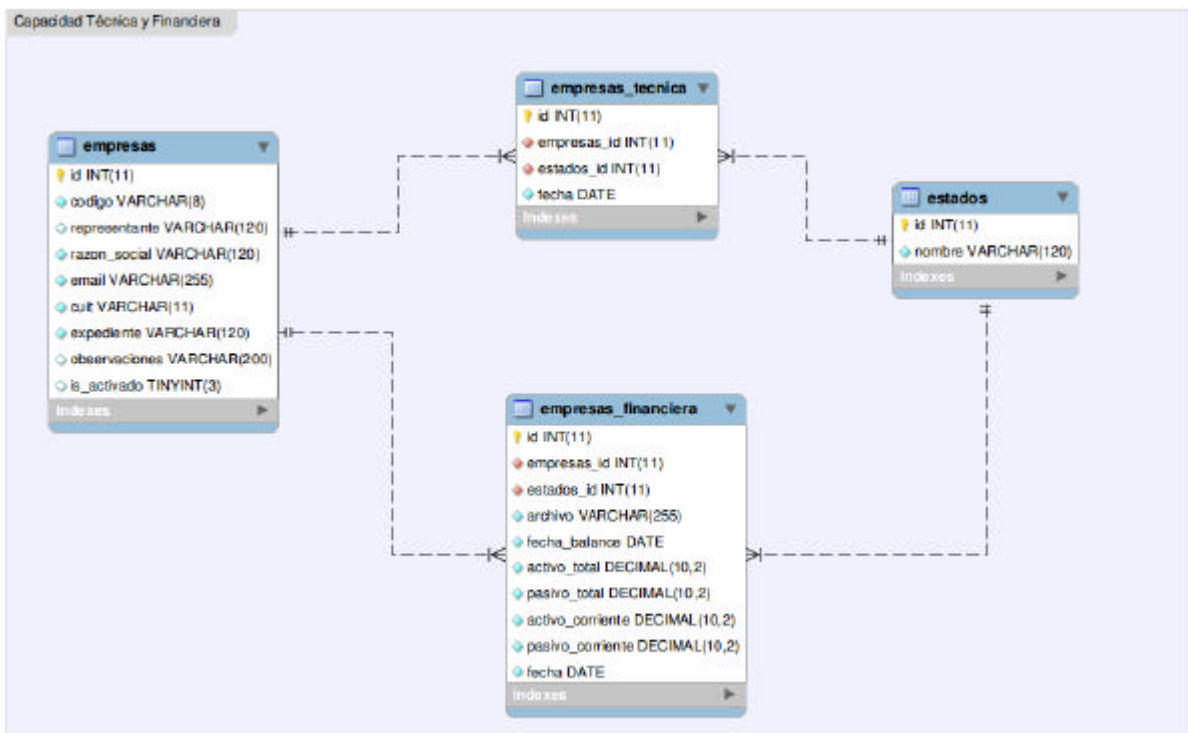 Capacidad Técnica y Financiera
empresas
id INT(11)
codigo VARCHAR(8)
representante VARCHAR(120)
razon_social VARCHAR(120)
email VARCHAR(255)
cuit VARCHAR(11)
expediente VARCHAR(120)
observaciones VARCHAR(200)
is_activado TINYINT(3)
Indexes
empresas_tecnica
id INT(11)
empresas_id INT(11)
estados_id INT(11)
fecha DATE
Indexes
estados
id INT(11)
nombre VARCHAR(120)
Indexes
empresas_financiera
id INT(11)
empresas_id INT(11)
estados_id INT(11)
archivo VARCHAR(255)
fecha_balance DATE
activo_total DECIMAL(10,2)
pasivo_total DECIMAL(10,2)
activo_corriente DECIMAL(10,2)
pasivo_corriente DECIMAL(10,2)
fecha DATE
Indexes